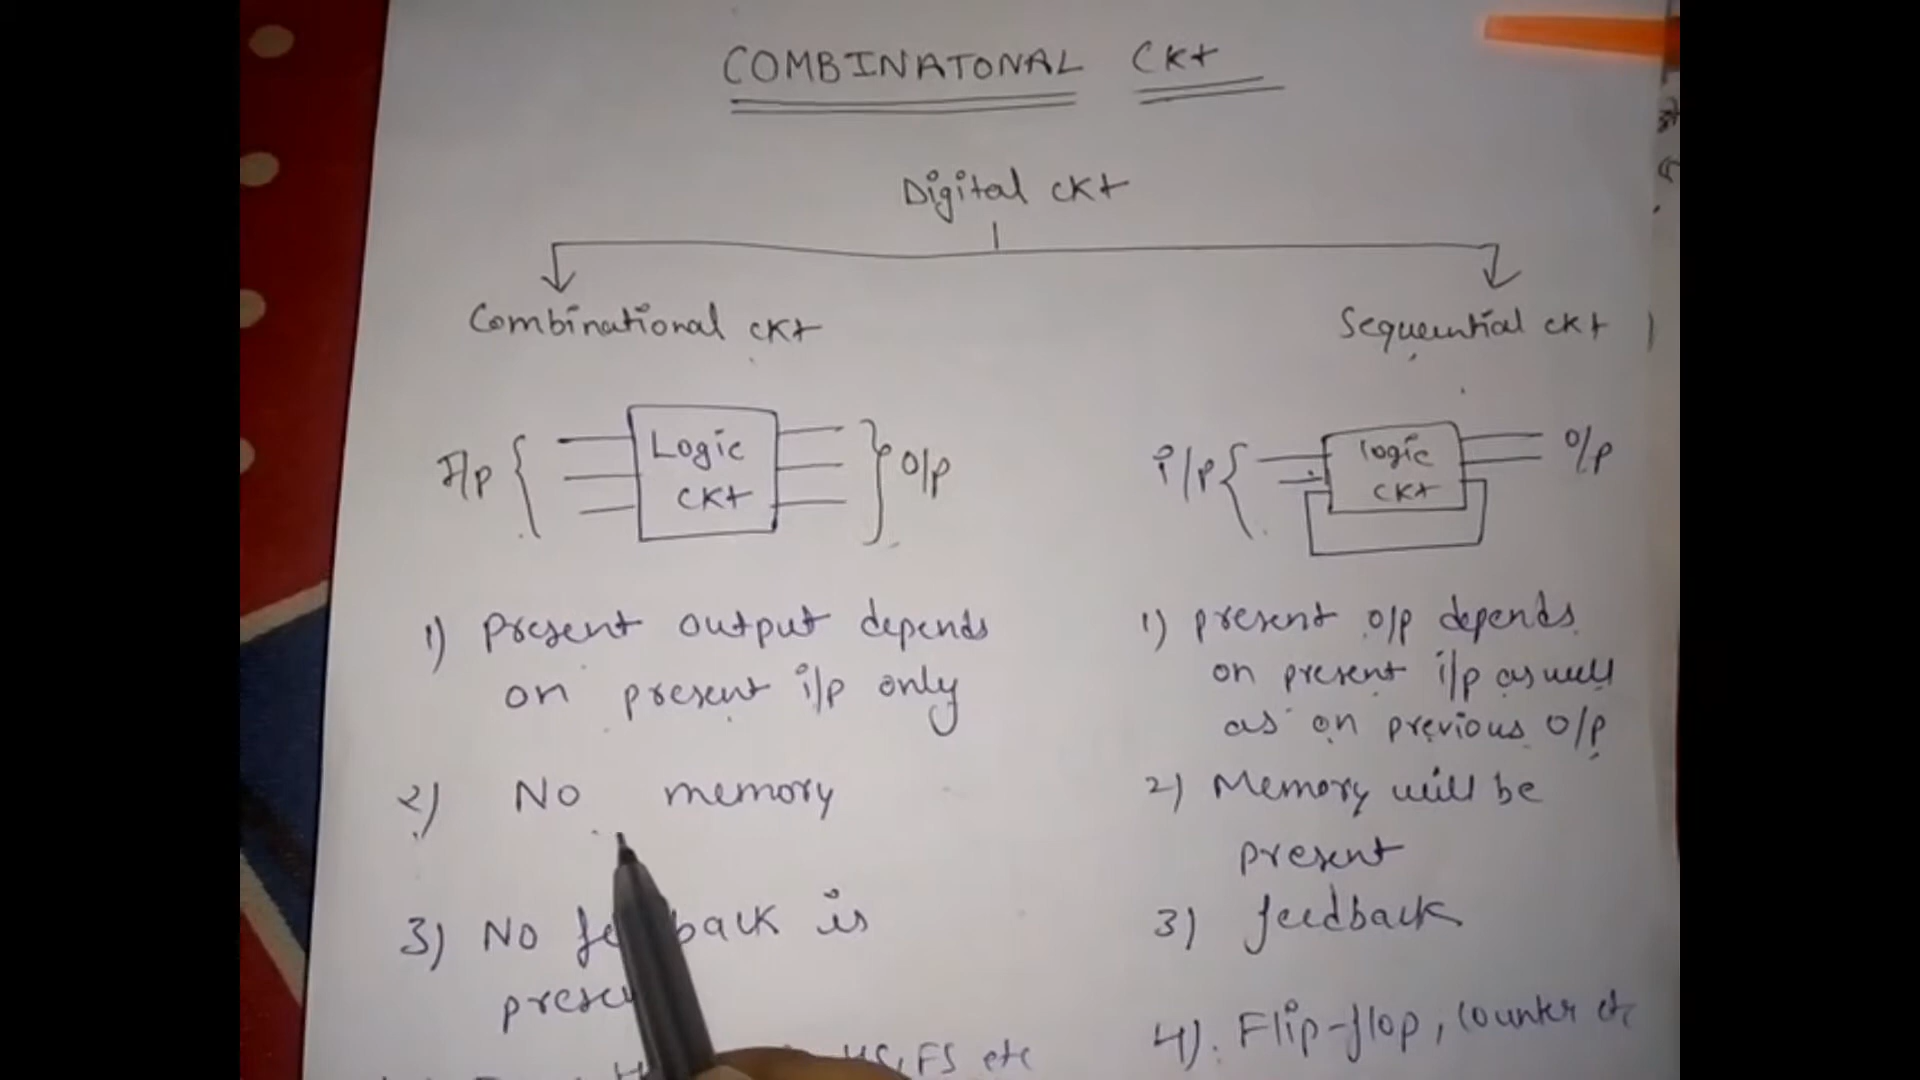 COMBINATONAL CKt
Digital CKt
Combinational CKt
Sequential CKt
I/p
Logic
CKt
O/p
i/p
logic
CKt
O/p
1) Present output depends
on present i/p only
2) No memory
3) No back is
1) present o/p depends
on present i/p as well
as on previous O/p
2) Memory will be
present
3) feedback
4) Flip-flop, counter etc
HS, FS etc